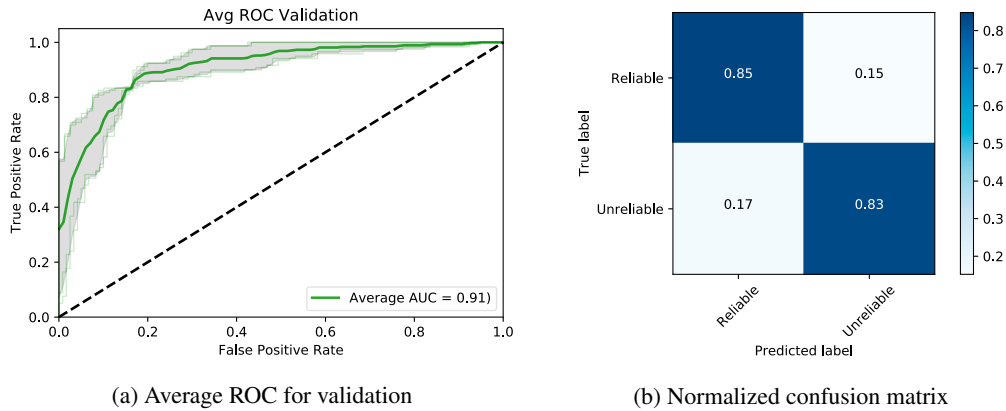 Avg ROC Validation
True Positive Rate
1.0
0.8
0.6
0.4
0.2
0.0
0.0
0.2
0.4
0.6
0.8
1.0
False Positive Rate
Average AUC = 0.91)
(a) Average ROC for validation
True label
Reliable
Unreliable
0.85
0.15
0.17
0.83
Reliable
Unreliable
Predicted label
0.8
0.7
0.6
0.5
0.4
0.3
0.2
(b) Normalized confusion matrix